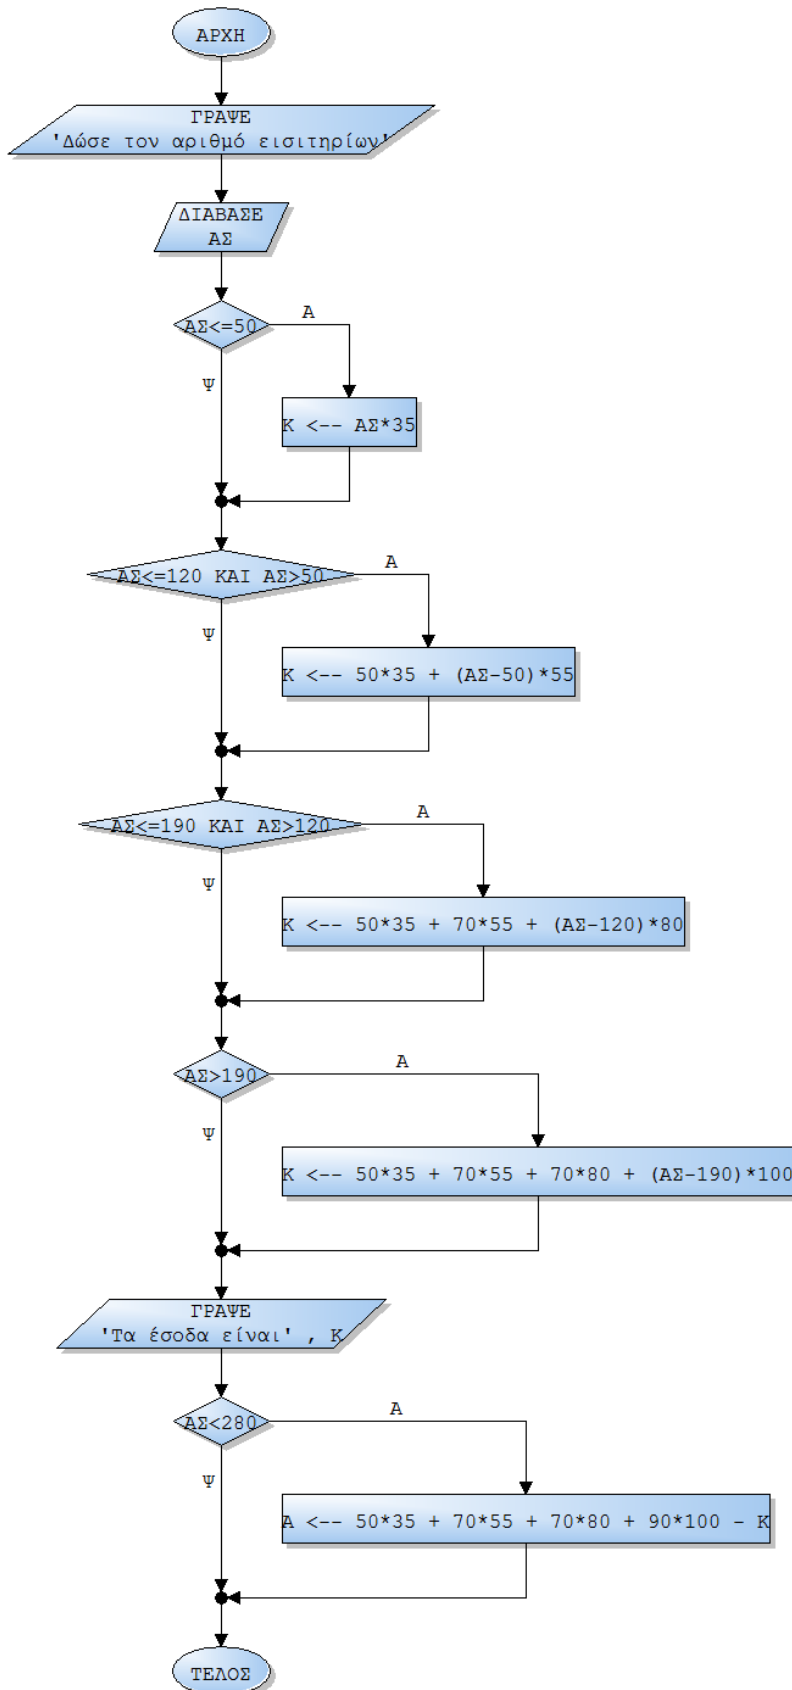 ΑΡΧΗ
ΓΡΑΨΕ
'Δώσε τον αριθμό εισιτηρίων'
ΔΙΑΒΑΣΕ
ΑΣ
ΑΣ<=50
Α
Ψ
Κ <-- ΑΣ*35
ΑΣ<=120 ΚΑΙ ΑΣ>50
Α
Ψ
Κ <-- 50*35 + (ΑΣ-50)*55
ΑΣ<=190 ΚΑΙ ΑΣ>120
Α
Ψ
Κ <-- 50*35 + 70*55 + (ΑΣ-120)*80
ΑΣ>190
Α
Ψ
Κ <-- 50*35 + 70*55 + 70*80 + (ΑΣ-190)*100
ΓΡΑΨΕ
'Τα έσοδα είναι' , Κ
ΑΣ<280
Α
Ψ
Α <-- 50*35 + 70*55 + 70*80 + 90*100 - Κ
ΤΕΛΟΣ